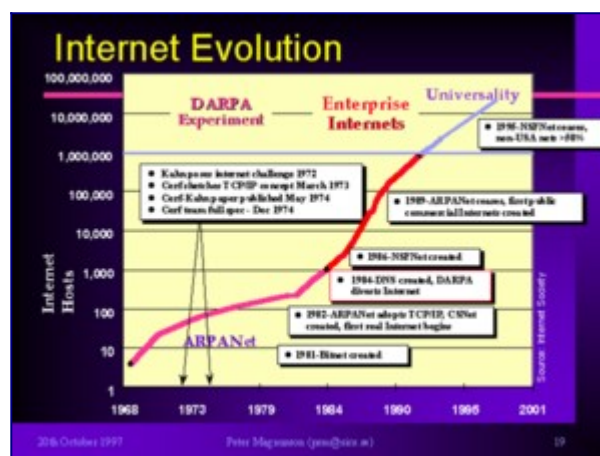 Internet Evolution
100,000,000
10,000,000
1,000,000
100,000
10,000
1,000
100
10
1
Internet
Hosts
DARPA
Experiment
Enterprise
Internets
Universality
1995-NSFNet ceases,
non-USA nets >50%
Kahn poses internet challenge 1972
Cerf sketches TCP/IP concept March 1973
Cerf-Kahn paper published May 1974
Cerf team full spec - Dec 1974
1989-ARPANet ceases, first public
commercial Internets created
1986-NSFNet created
1984-DNS created, DARPA
diverts Internet
1982-ARPANet adopts TCP/IP, CSNet
created, first real Internet begins
ARPANet
1981-Bitnet created
Source: Internet Society
1968
1973
1979
1984
1990
1995
2001
20th October 1997
Peter Magnusson (psm@sics.se)
19